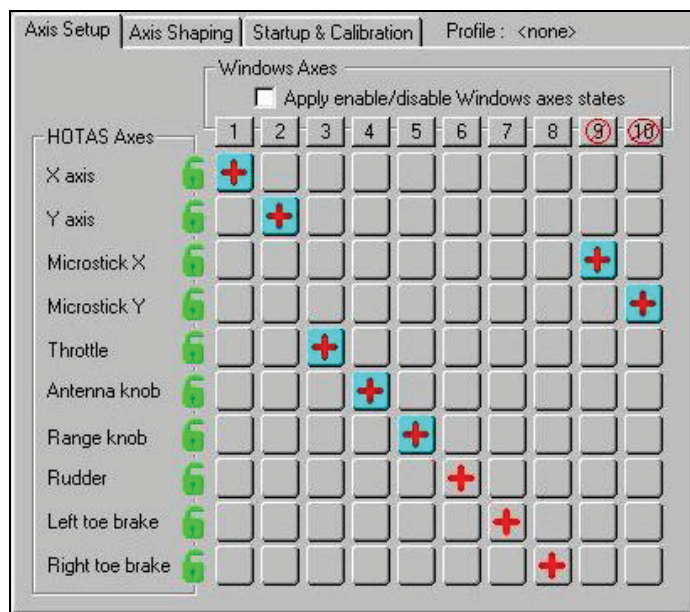 Axis Setup Axis Shaping Startup & Calibration Profile : <none>
Windows Axes
Apply enable/disable Windows axes states
HOTAS Axes 1 2 3 4 5 6 7 8 9 10
X axis
Y axis
Microstick X
Microstick Y
Throttle
Antenna knob
Range knob
Rudder
Left toe brake
Right toe brake